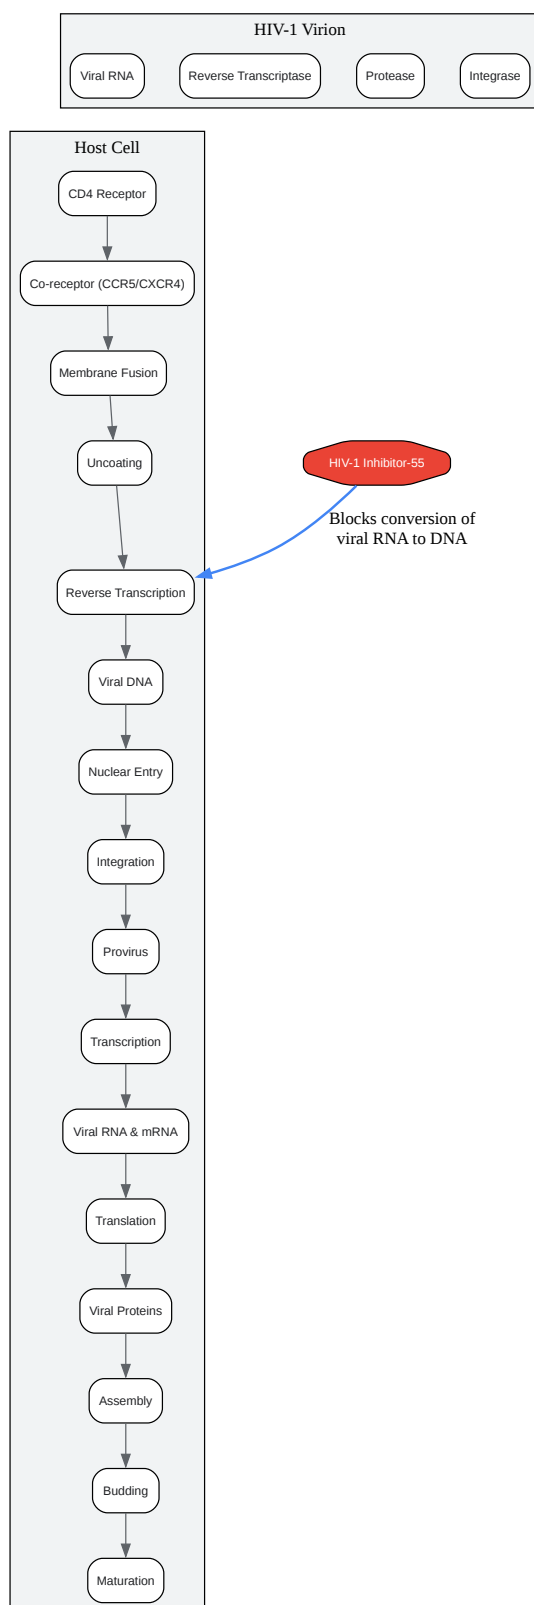 HIV-1 Virion
Viral RNA
Reverse Transcriptase
Protease
Integrase
Host Cell
CD4 Receptor
Co-receptor (CCR5/CXCR4)
Membrane Fusion
Uncoating
HIV-1 Inhibitor-55
Blocks conversion of
viral RNA to DNA
Reverse Transcription
Viral DNA
Nuclear Entry
Integration
Provirus
Transcription
Viral RNA & mRNA
Translation
Viral Proteins
Assembly
Budding
Maturation